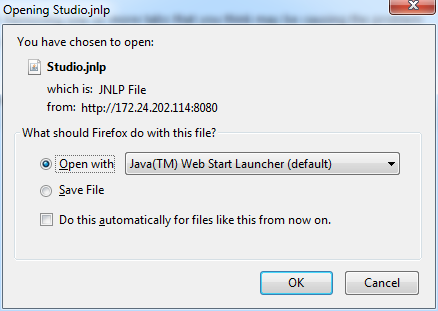 Opening Studio.jnlp
You have chosen to open:
Studio.jnlp
which is: JNLP File
from: http://172.24.202.114:8080
What should Firefox do with this file?
Open with
Java(TM) Web Start Launcher (default)
Save File
Do this automatically for files like this from now on.
OK
Cancel